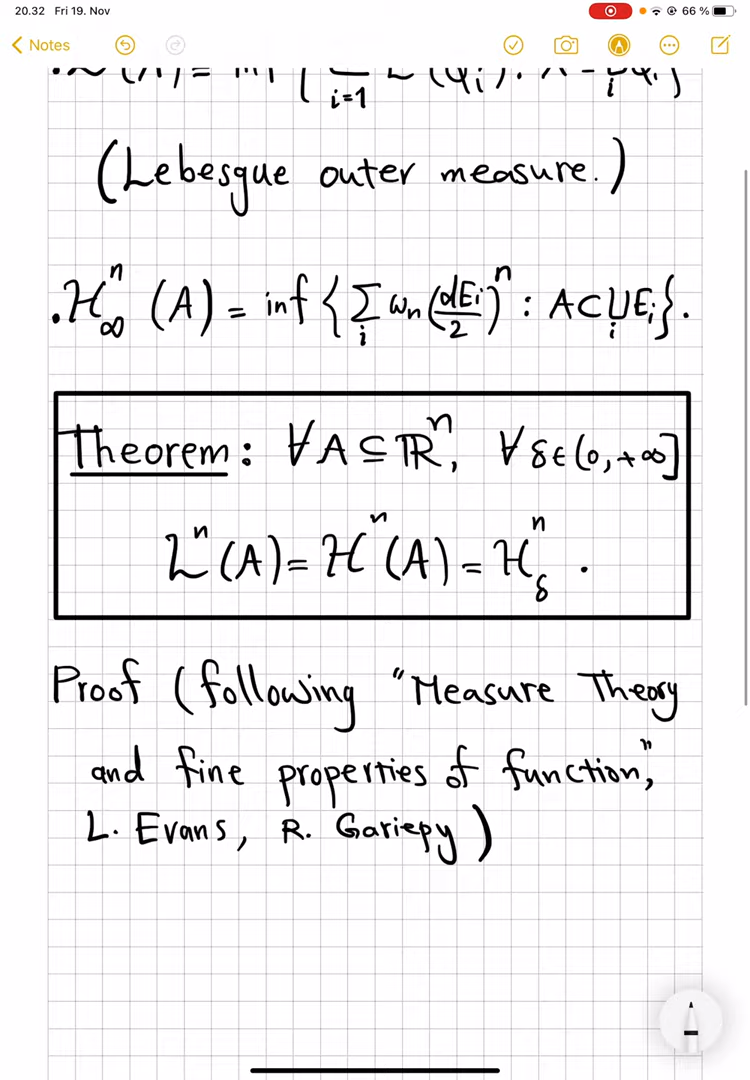 20.32 Fri 19. Nov 66 %
Notes
i=1
(Lebesgue outer measure.)
.H^n_∞ (A) = inf { Σ_i ω_n (dE_i/2)^n : A ⊂ ∪_i E_i }.
Theorem: ∀ A ⊆ ℝ^n, ∀ δ ∈ (0, +∞]
L^n (A) = H^n (A) = H^n_δ .
Proof (following "Measure Theory
and fine properties of function,"
L. Evans, R. Gariepy)